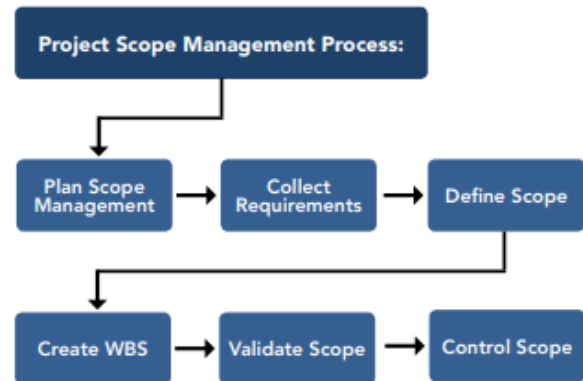 Project Scope Management Process:
Plan Scope
Management
Collect
Requirements
Define Scope
Create WBS
Validate Scope
Control Scope